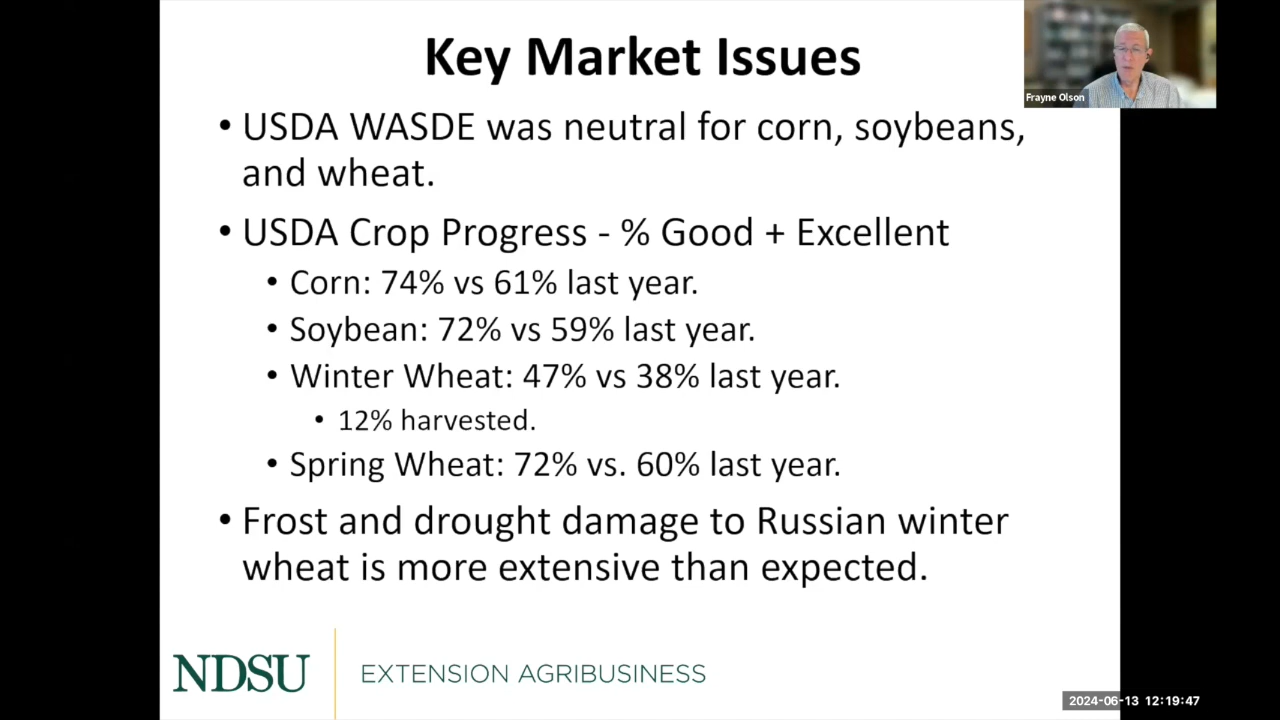 Key Market Issues
Frayne Olson
• USDA WASDE was neutral for corn, soybeans,
and wheat.
• USDA Crop Progress - % Good + Excellent
• Corn: 74% vs 61% last year.
• Soybean: 72% vs 59% last year.
• Winter Wheat: 47% vs 38% last year.
• 12% harvested.
• Spring Wheat: 72% vs. 60% last year.
• Frost and drought damage to Russian winter
wheat is more extensive than expected.
NDSU EXTENSION AGRIBUSINESS
2024-06-13 12:19:47